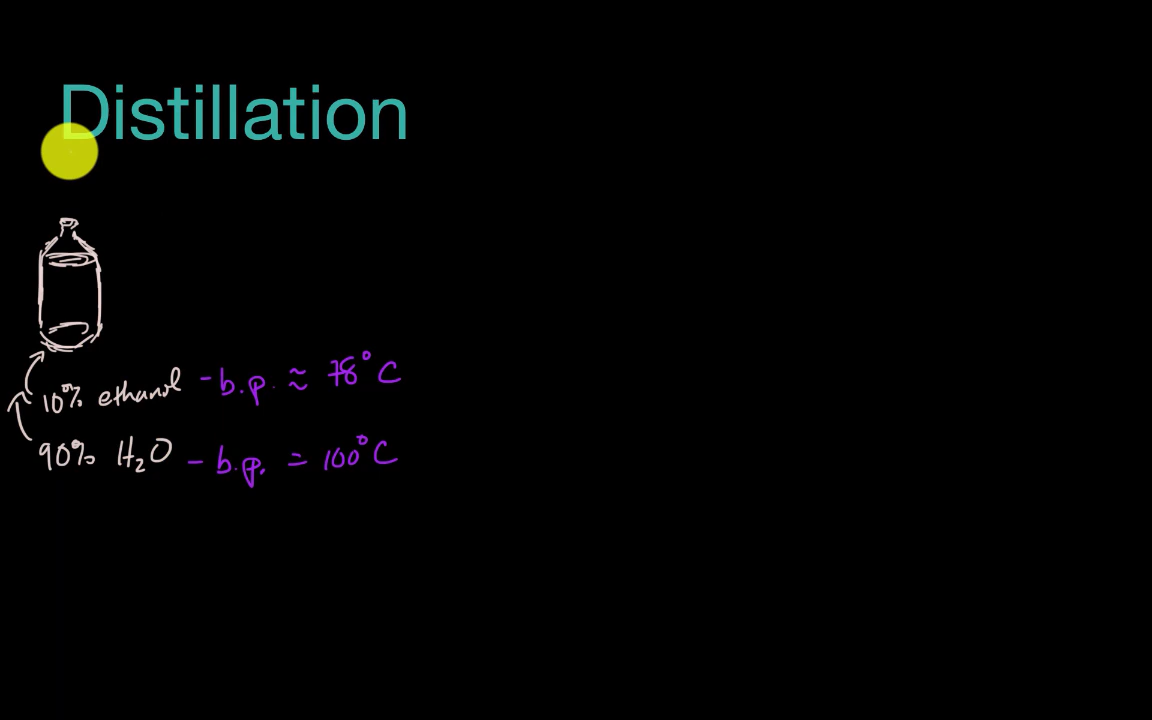 Distillation
10% ethanol - b.p. ≈ 78° C
90% H₂O - b.p. = 100° C